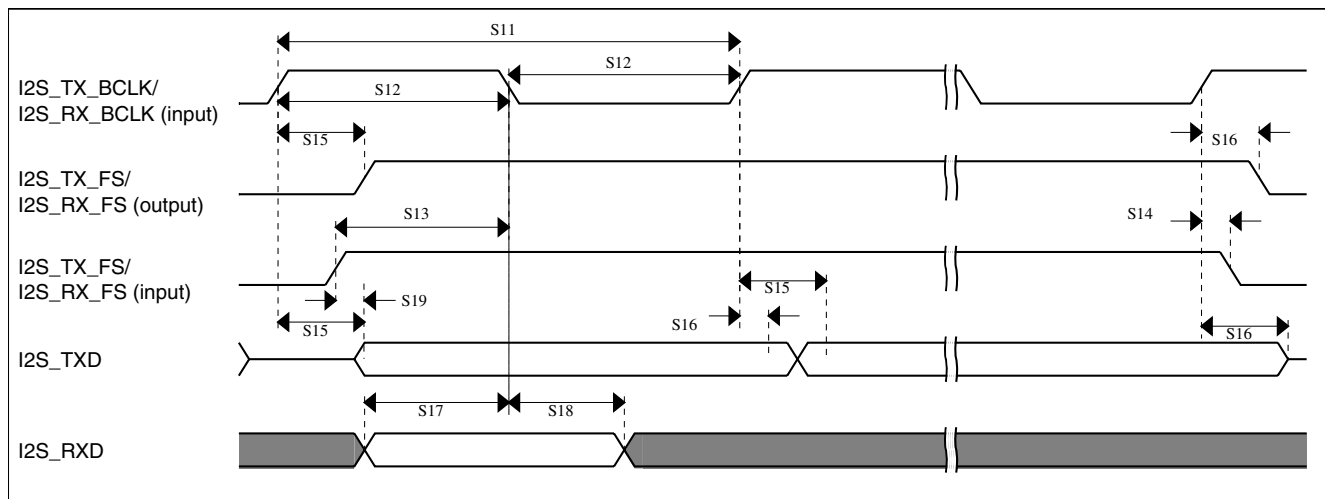 S11
I2S_TX_BCLK/
I2S_RX_BCLK (input)
S12
S12
S15
S16
I2S_TX_FS/
I2S_RX_FS (output)
S13
S14
I2S_TX_FS/
I2S_RX_FS (input)
S19
S15
S15
S16
S16
I2S_TXD
S17
S18
I2S_RXD